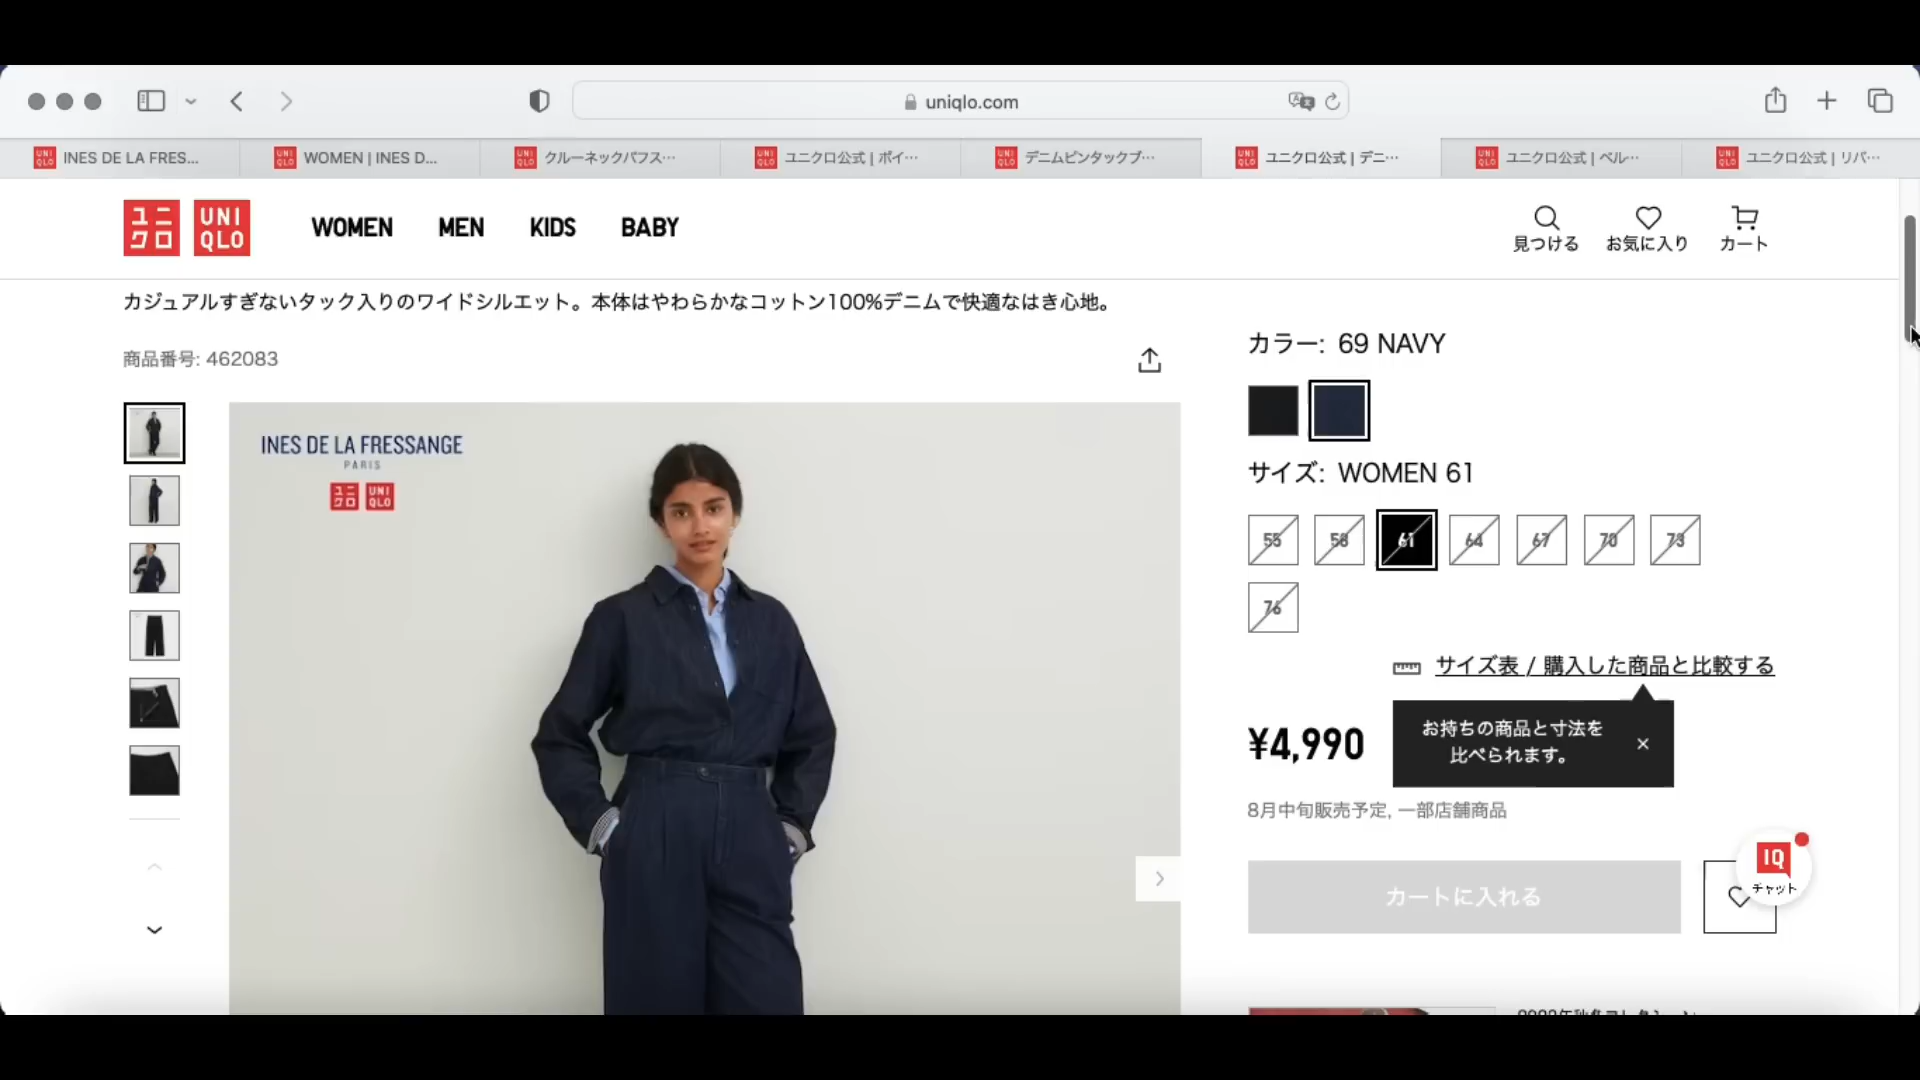 uniqlo.com
INES DE LA FRES...
WOMEN | INES D...
クルーネックパフス…
ユニクロ公式 | ポイ…
デニムピンタックブ…
ユニクロ公式 | デニ…
ユニクロ公式 | ベル…
ユニクロ公式 | リバ…
ユニ
クロ
UNI
QLO
WOMEN
MEN
KIDS
BABY
見つける
お気に入り
カート
カジュアルすぎないタック入りのワイドシルエット。本体はやわらかなコットン100%デニムで快適なはき心地。
商品番号: 462083
INES DE LA FRESSANGE
PARIS
ユニ
クロ
UNI
QLO
カラー: 69 NAVY
サイズ: WOMEN 61
55 58 61 64 67 70 73
76
サイズ表 / 購入した商品と比較する
¥4,990
お持ちの商品と寸法を
比べられます。
8月中旬販売予定, 一部店舗商品
IQ
チャット
カートに入れる